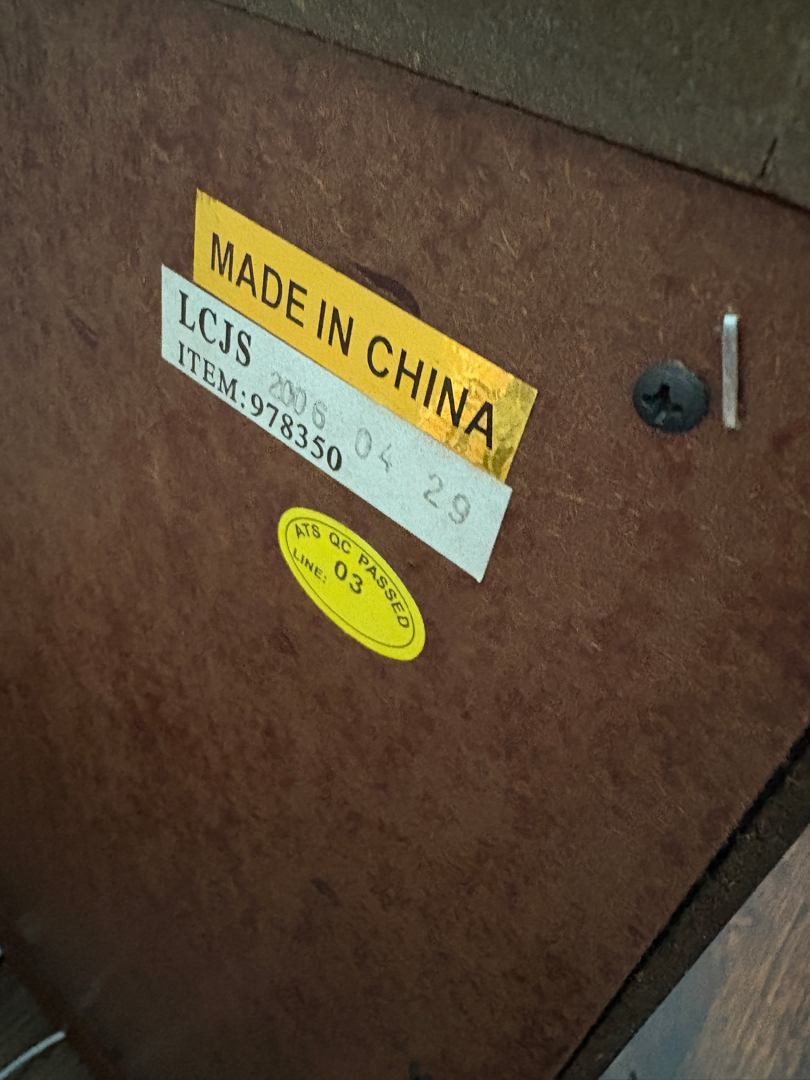 MADE IN CHINA
LCJS
2006 04 29
ITEM:978350
ATS QC PASSED
LINE: 03